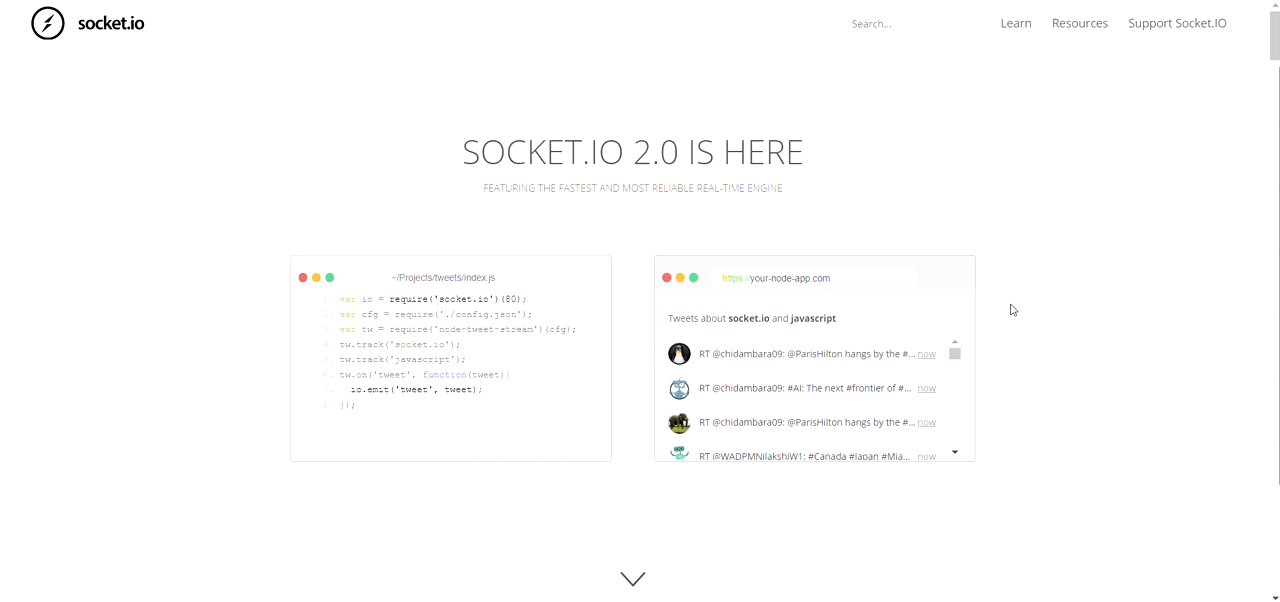 socket.io
Search...
Learn
Resources
Support Socket.IO
SOCKET.IO 2.0 IS HERE
FEATURING THE FASTEST AND MOST RELIABLE REAL-TIME ENGINE
~/Projects/tweets/index.js
1. var io = require('socket.io')(80);
2. var cfg = require('./config.json');
3. var tw = require('node-tweet-stream')(cfg);
4. tw.track('socket.io');
5. tw.track('javascript');
6. tw.on('tweet', function(tweet){
7. io.emit('tweet', tweet);
8. });
https://your-node-app.com
Tweets about socket.io and javascript
RT @chidambara09: @ParisHilton hangs by the #... now
RT @chidambara09: #AI: The next #frontier of #... now
RT @chidambara09: @ParisHilton hangs by the #... now
RT @WADPMNilakshiW1: #Canada #Japan #Mia... now